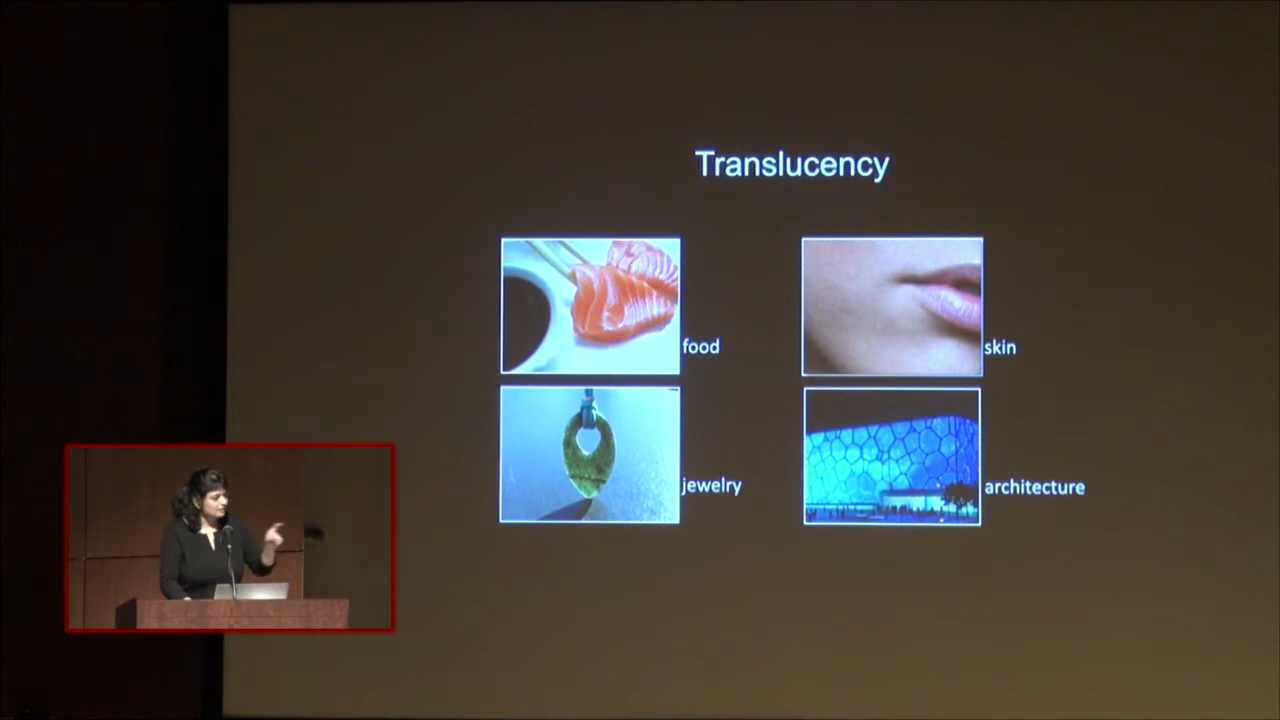 Translucency
food
skin
jewelry
architecture